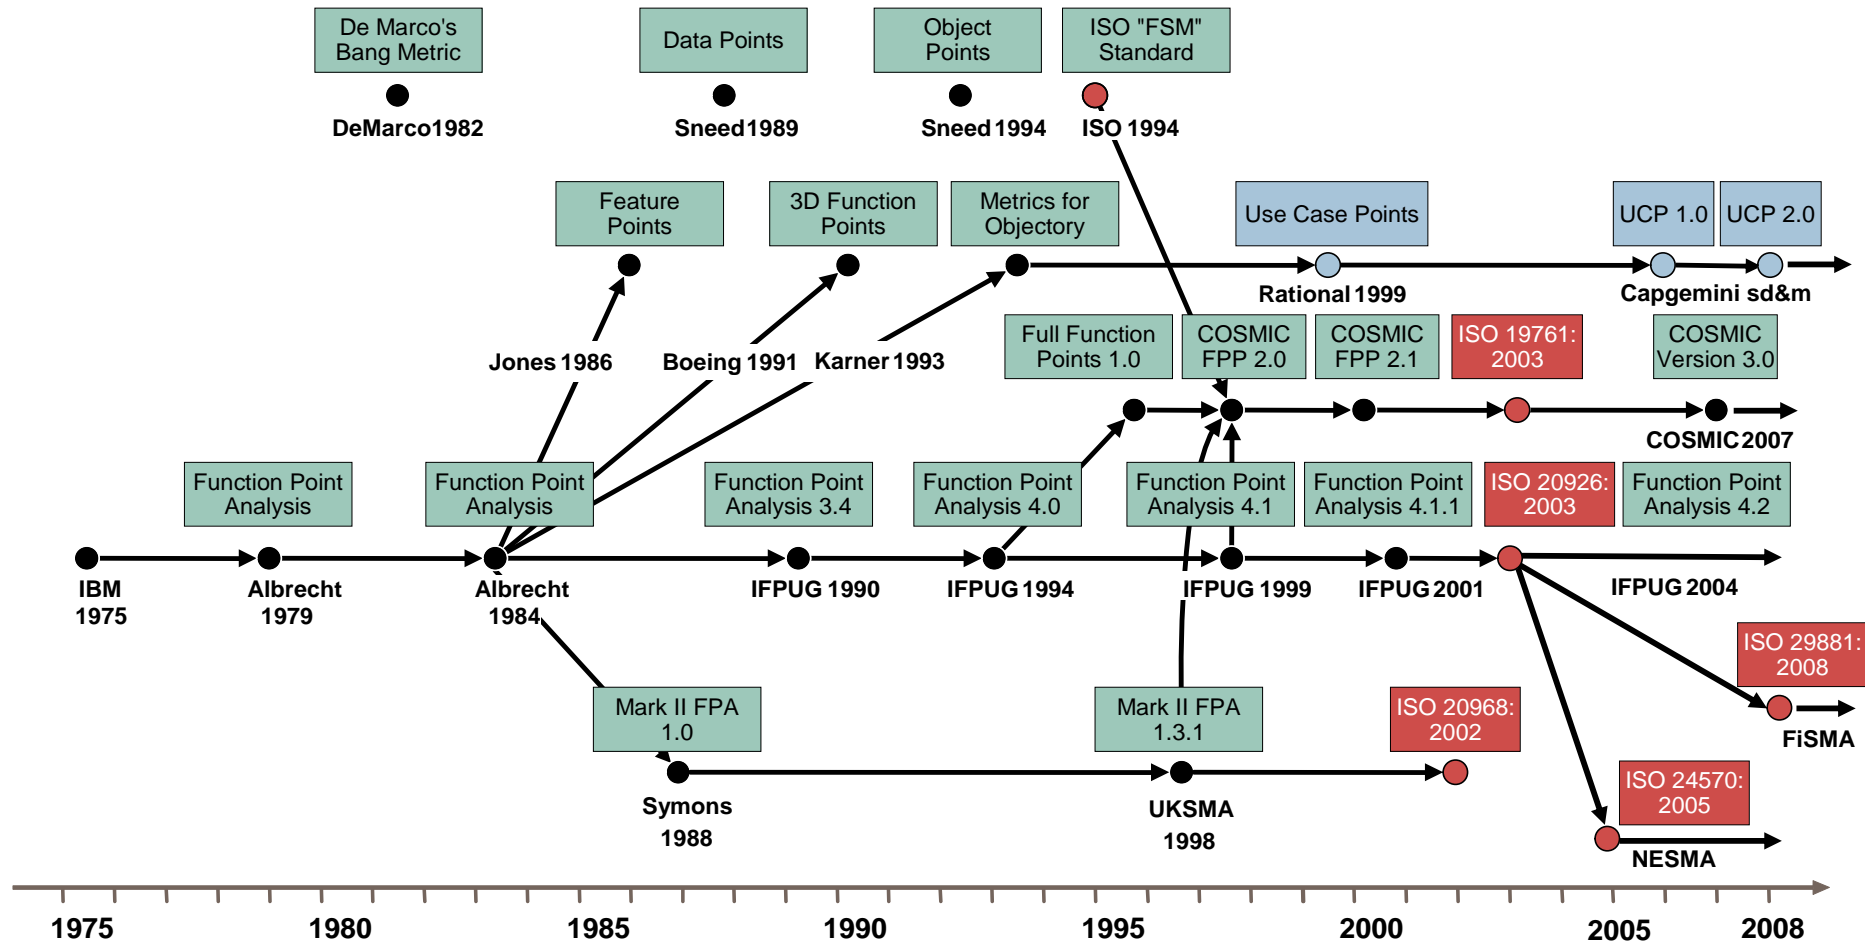 De Marco's
Bang Metric
Data Points
Object
Points
ISO "FSM"
Standard
DeMarco 1982
Sneed 1989
Sneed 1994
ISO 1994
Feature
Points
3D Function
Points
Metrics for
Objectory
Use Case Points
UCP 1.0
UCP 2.0
Rational 1999
Capgemini sd&m
Jones 1986
Boeing 1991
Karner 1993
Full Function
Points 1.0
COSMIC
FPP 2.0
COSMIC
FPP 2.1
ISO 19761:
2003
COSMIC
Version 3.0
COSMIC 2007
Function Point
Analysis
Function Point
Analysis
Function Point
Analysis 3.4
Function Point
Analysis 4.0
Function Point
Analysis 4.1
Function Point
Analysis 4.1.1
ISO 20926:
2003
Function Point
Analysis 4.2
IBM
1975
Albrecht
1979
Albrecht
1984
IFPUG 1990
IFPUG 1994
IFPUG 1999
IFPUG 2001
IFPUG 2004
ISO 29881:
2008
FiSMA
Mark II FPA
1.0
Mark II FPA
1.3.1
ISO 20968:
2002
Symons
1988
UKSMA
1998
ISO 24570:
2005
NESMA
1975
1980
1985
1990
1995
2000
2005
2008